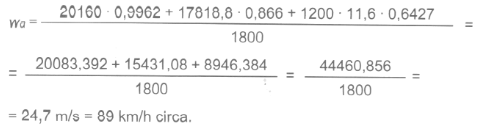 wa = 20160 · 0,9962 + 17818,8 · 0,866 + 1200 · 11,6 · 0,6427 =
1800
= 20083,392 + 15431,08 + 8946,384 = 44460,856 =
1800 1800
= 24,7 m/s = 89 km/h circa.